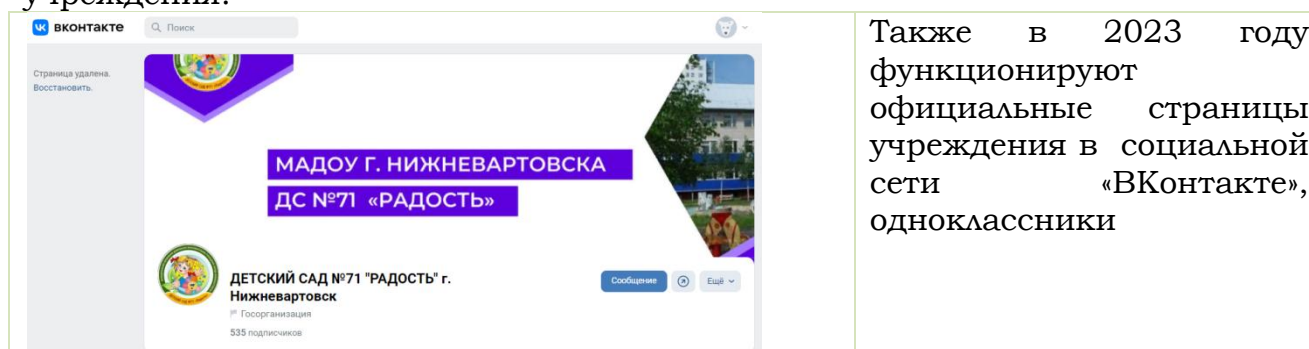 учреждения.
вконтакте
Поиск
Страница удалена.
Восстановить.
МАДОУ Г. НИЖНЕВАРТОВСКА
ДС №71 «РАДОСТЬ»
ДЕТСКИЙ САД №71 "РАДОСТЬ" г.
Нижневартовск
Госорганизация
535 подписчиков
Сообщение
Ещё
Также в 2023 году
функционируют
официальные страницы
учреждения в социальной
сети «ВКонтакте»,
одноклассники